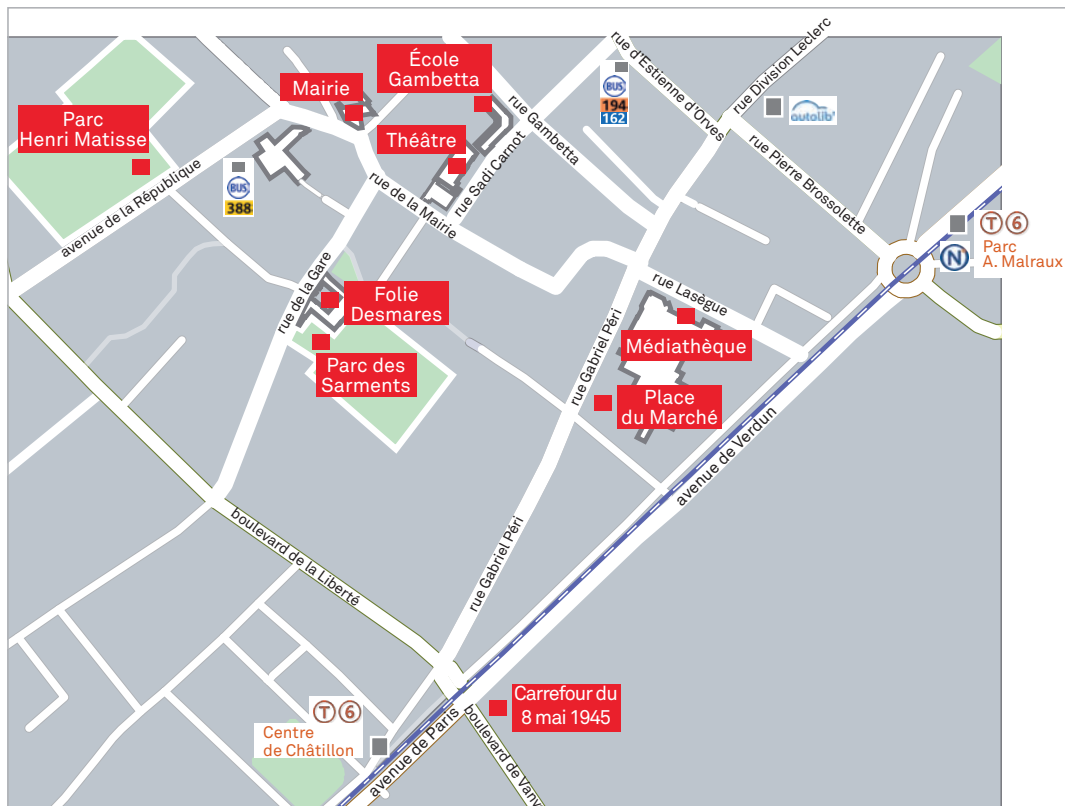 École
Gambetta
Mairie
Parc
Henri Matisse
Théâtre
rue Gambetta
rue d'Estienne d'Orves
BUS
194
162
rue Division Leclerc
autolib'
rue Sadi Carnot
rue Pierre Brossolette
BUS
388
avenue de la République
rue de la Mairie
T 6
Parc
A. Malraux
N
rue de la Gare
Folie
Desmares
rue Lasègue
Médiathèque
Parc des
Sarments
rue Gabriel Péri
Place
du Marché
avenue de Verdun
boulevard de la Liberté
rue Gabriel Péri
Carrefour du
8 mai 1945
T 6
Centre
de Châtillon
avenue de Paris
boulevard de Vanv